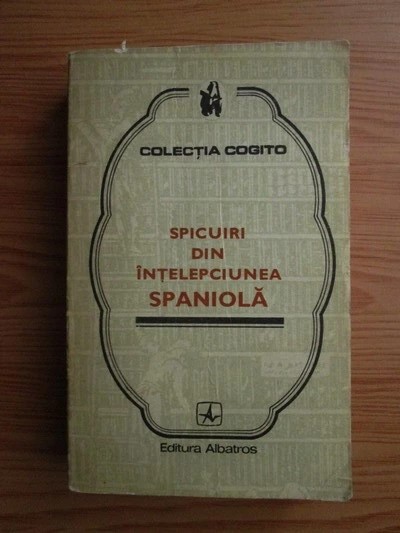 COLECȚIA COGITO
SPICUIRI
DIN
ÎNȚELEPCIUNEA
SPANIOLĂ
Editura Albatros